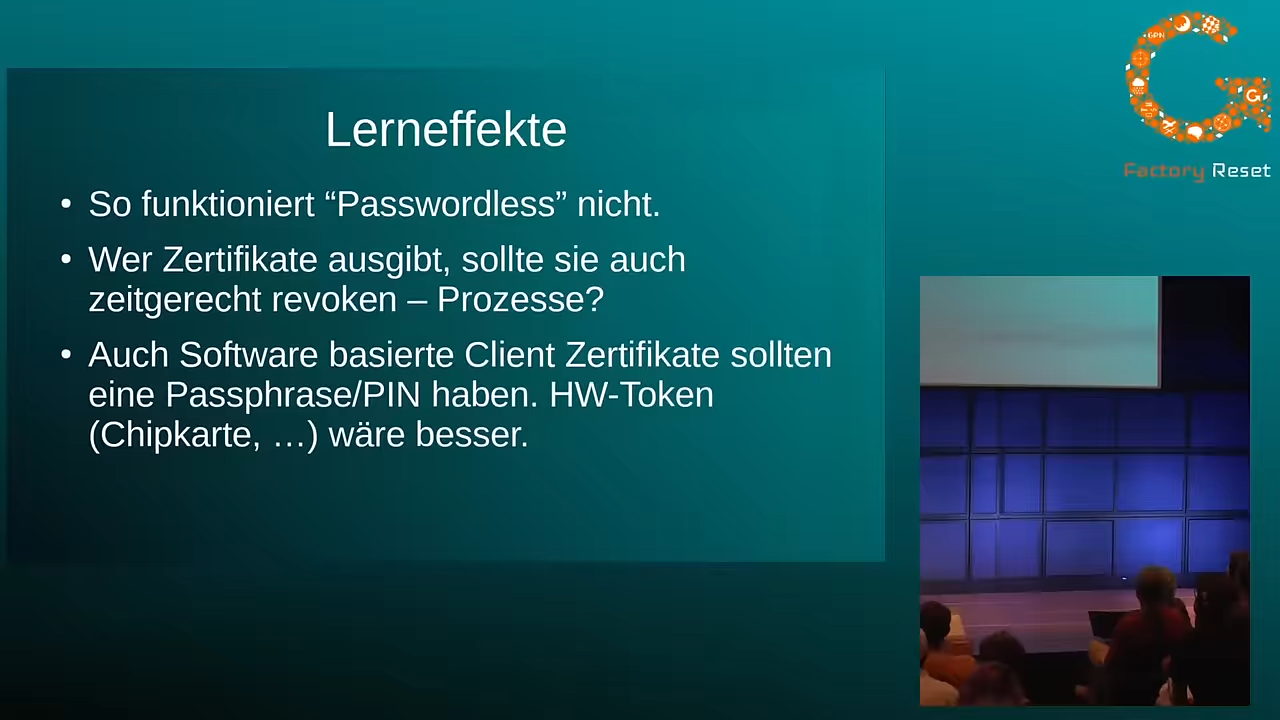 Lerneffekte
• So funktioniert “Passwordless” nicht.
• Wer Zertifikate ausgibt, sollte sie auch
zeitgerecht revoken – Prozesse?
• Auch Software basierte Client Zertifikate sollten
eine Passphrase/PIN haben. HW-Token
(Chipkarte, …) wäre besser.
GPN
Factory Reset